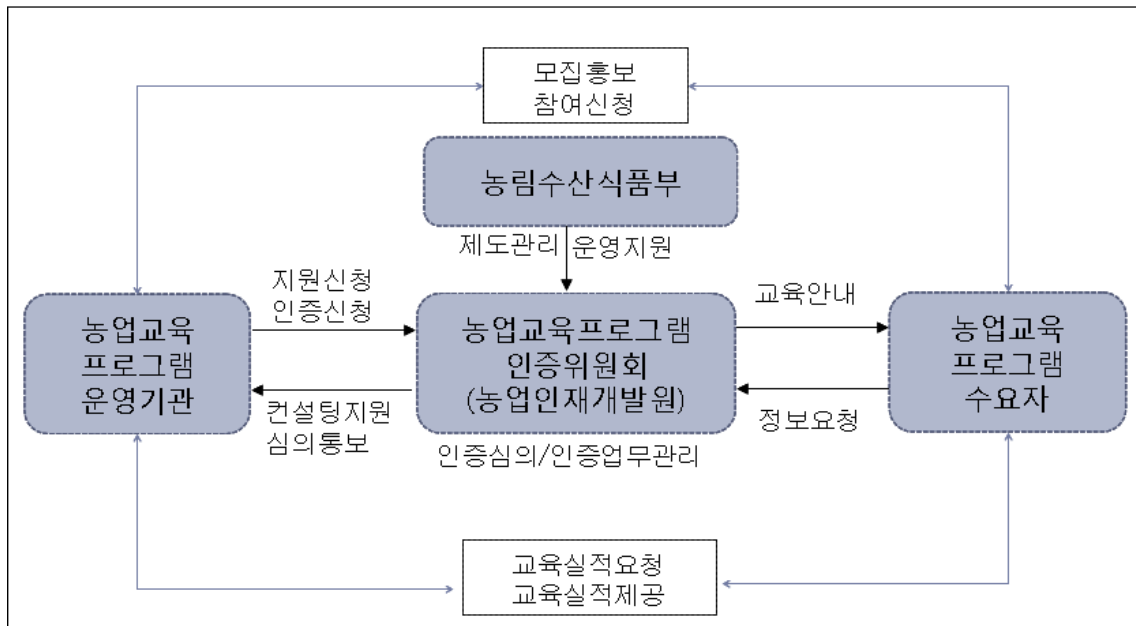 모집홍보
참여신청
농림수산식품부
제도관리 운영지원
지원신청
인증신청
교육안내
농업교육
프로그램
운영기관
농업교육프로그램
인증위원회
(농업인재개발원)
농업교육
프로그램
수요자
컨설팅지원
심의통보
정보요청
인증심의/인증업무관리
교육실적요청
교육실적제공